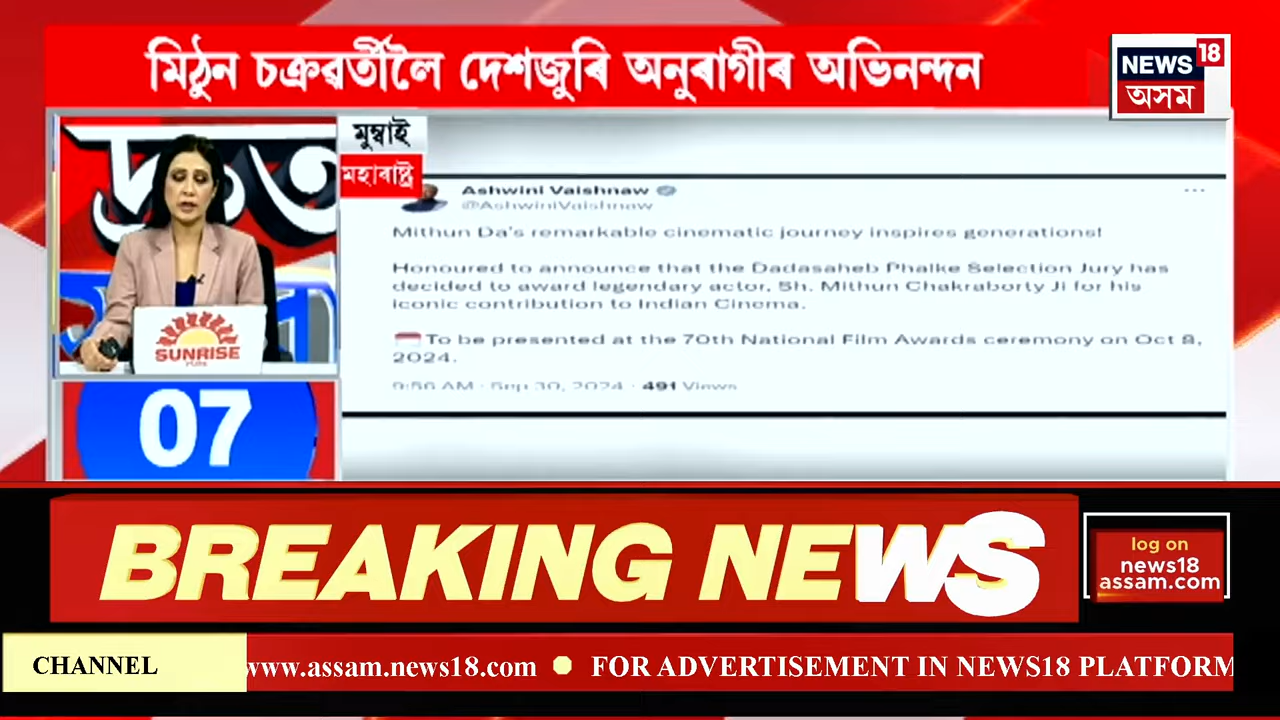 মিঠুন চক্ৰৱৰ্তীলৈ দেশজুৰি অনুৰাগীৰ অভিনন্দন
NEWS 18
অসম
মুম্বাই
মহাৰাষ্ট্ৰ
Ashwini Vaishnaw
@AshwiniVaishnaw
Mithun Da's remarkable cinematic journey inspires generations!
Honoured to announce that the Dadasaheb Phalke Selection Jury has
decided to award legendary actor, Sh. Mithun Chakraborty Ji for his
iconic contribution to Indian Cinema.
To be presented at the 70th National Film Awards ceremony on Oct 8,
2024.
9:56 AM · Sep 30, 2024 · 491 Views
SUNRISE
PURE
07
BREAKING NEWS
log on
news18
assam.com
CHANNEL
www.assam.news18.com
FOR ADVERTISEMENT IN NEWS18 PLATFORM